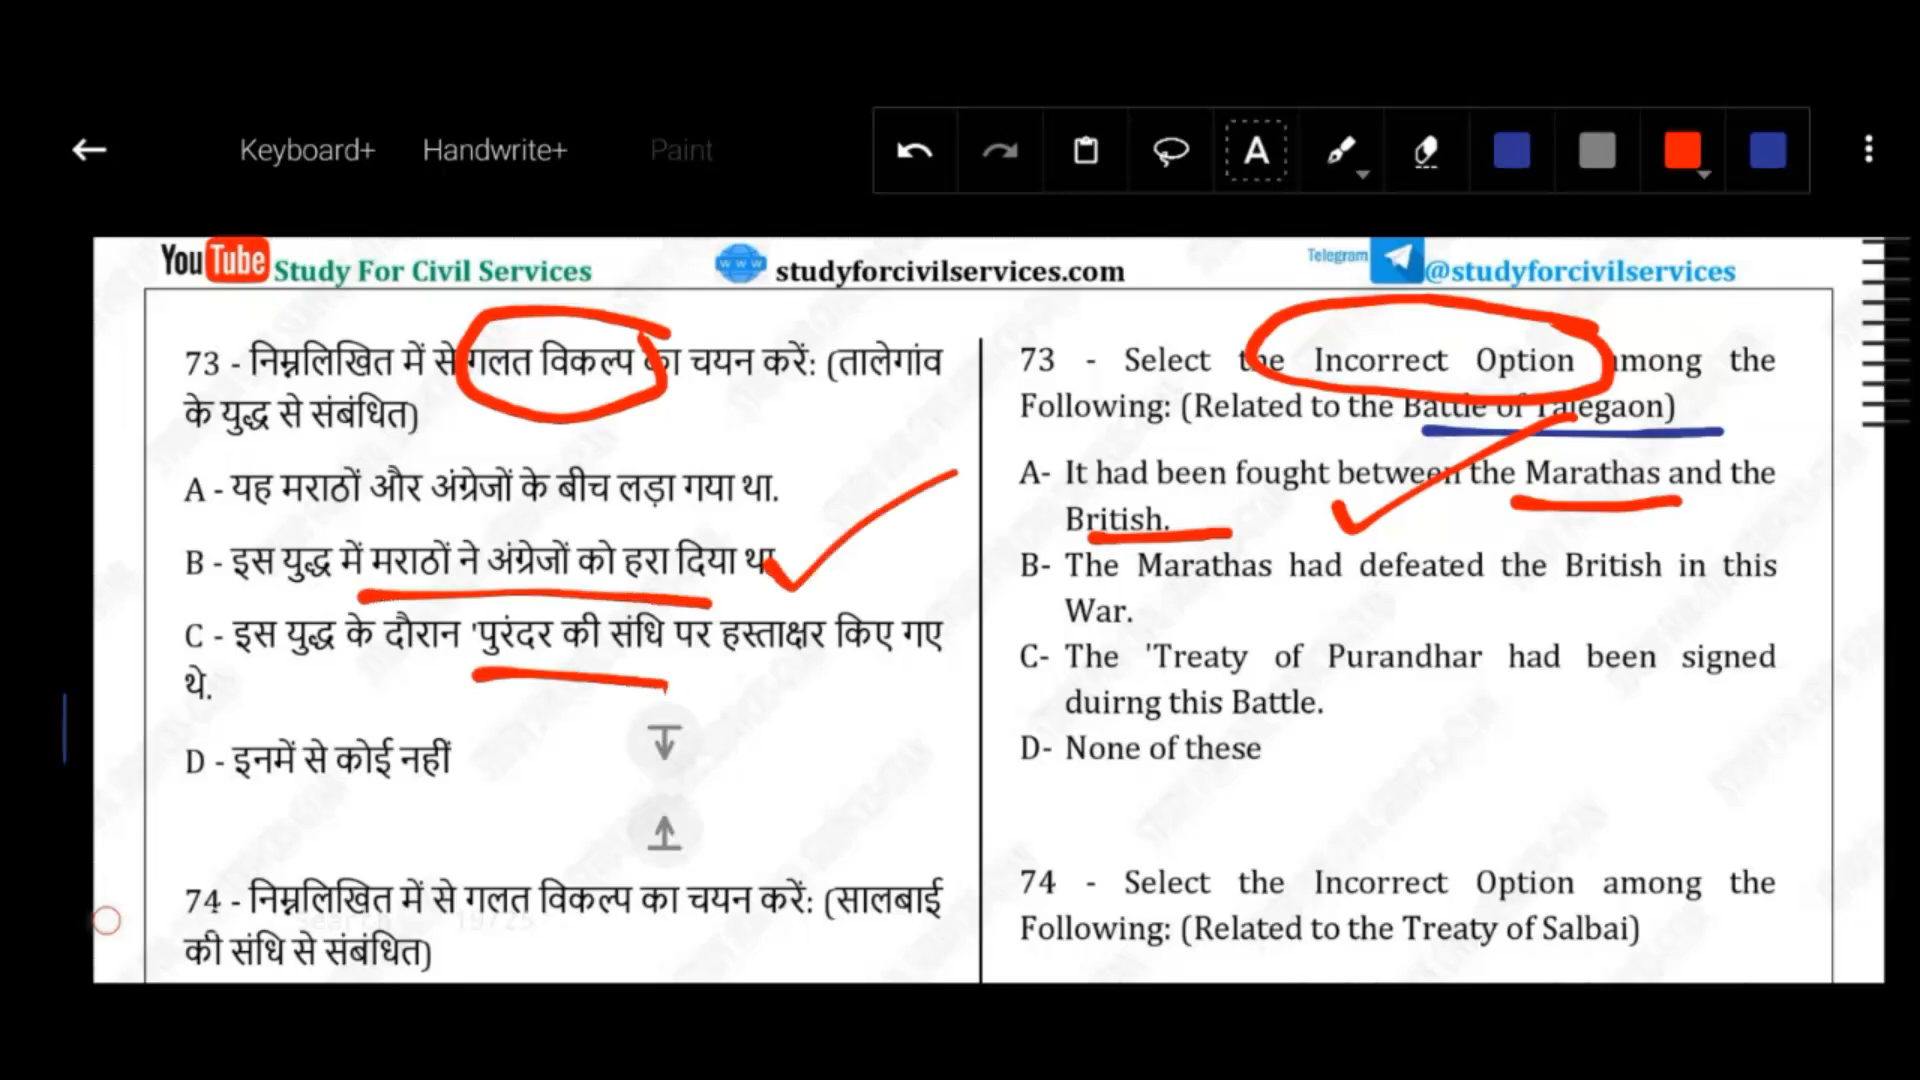 Keyboard+ Handwrite+ Paint A
YouTube Study For Civil Services www studyforcivilservices.com Telegram @studyforcivilservices
73 - निम्नलिखित में से गलत विकल्प का चयन करें: (तालेगांव
के युद्ध से संबंधित)
A - यह मराठों और अंग्रेजों के बीच लड़ा गया था.
B - इस युद्ध में मराठों ने अंग्रेजों को हरा दिया था
C - इस युद्ध के दौरान 'पुरंदर की संधि पर हस्ताक्षर किए गए
थे.
D - इनमें से कोई नहीं
74 - निम्नलिखित में से गलत विकल्प का चयन करें: (सालबाई
Search 19/25
की संधि से संबंधित)
73 - Select the Incorrect Option among the
Following: (Related to the Battle of Talegaon)
A- It had been fought between the Marathas and the
British.
B- The Marathas had defeated the British in this
War.
C- The 'Treaty of Purandhar had been signed
duirng this Battle.
D- None of these
74 - Select the Incorrect Option among the
Following: (Related to the Treaty of Salbai)